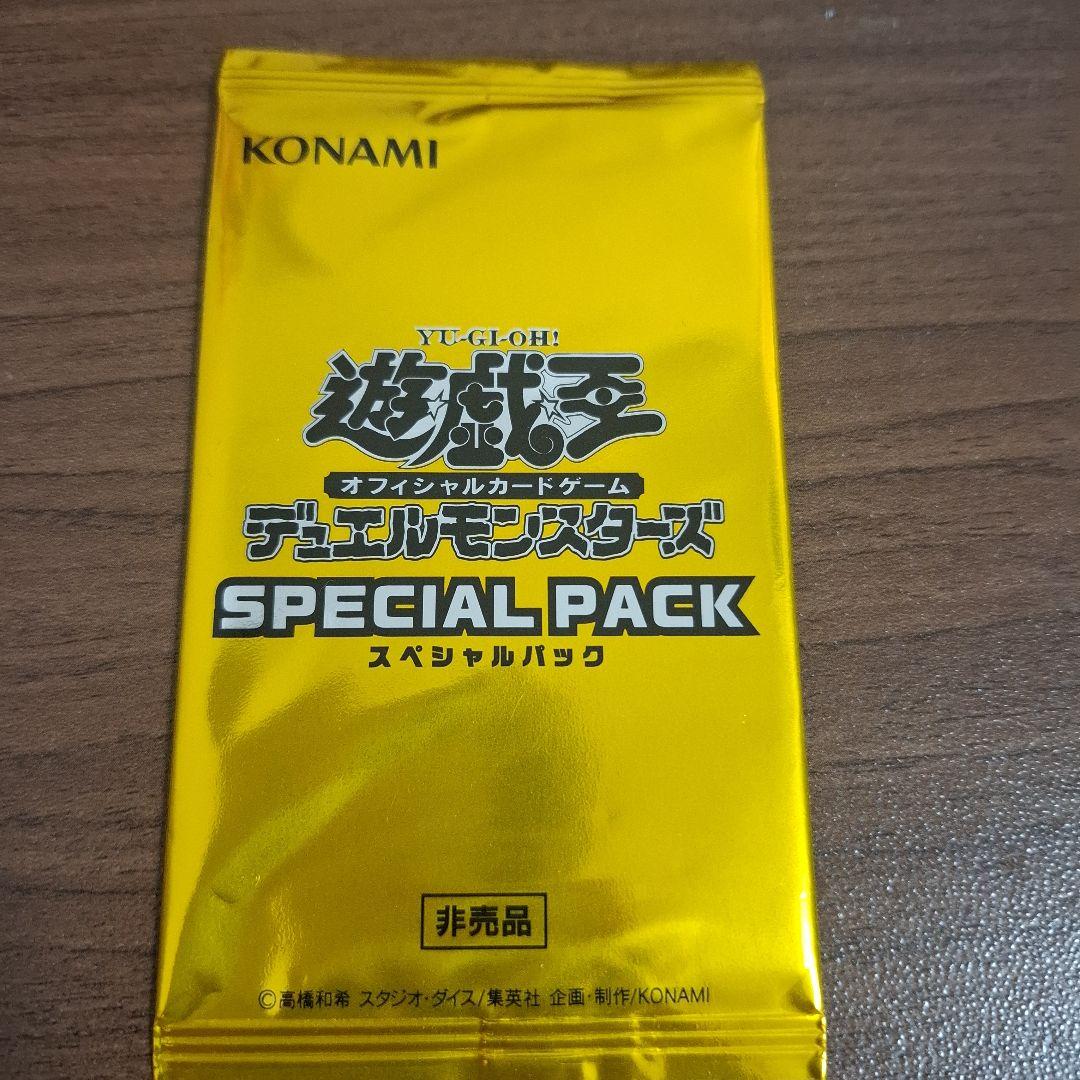 KONAMI
YU-GI-OH!
遊☆戯☆王
オフィシャルカードゲーム
デュエルモンスターズ
SPECIAL PACK
スペシャルパック
非売品
©高橋和希 スタジオ・ダイス/集英社 企画・制作/KONAMI